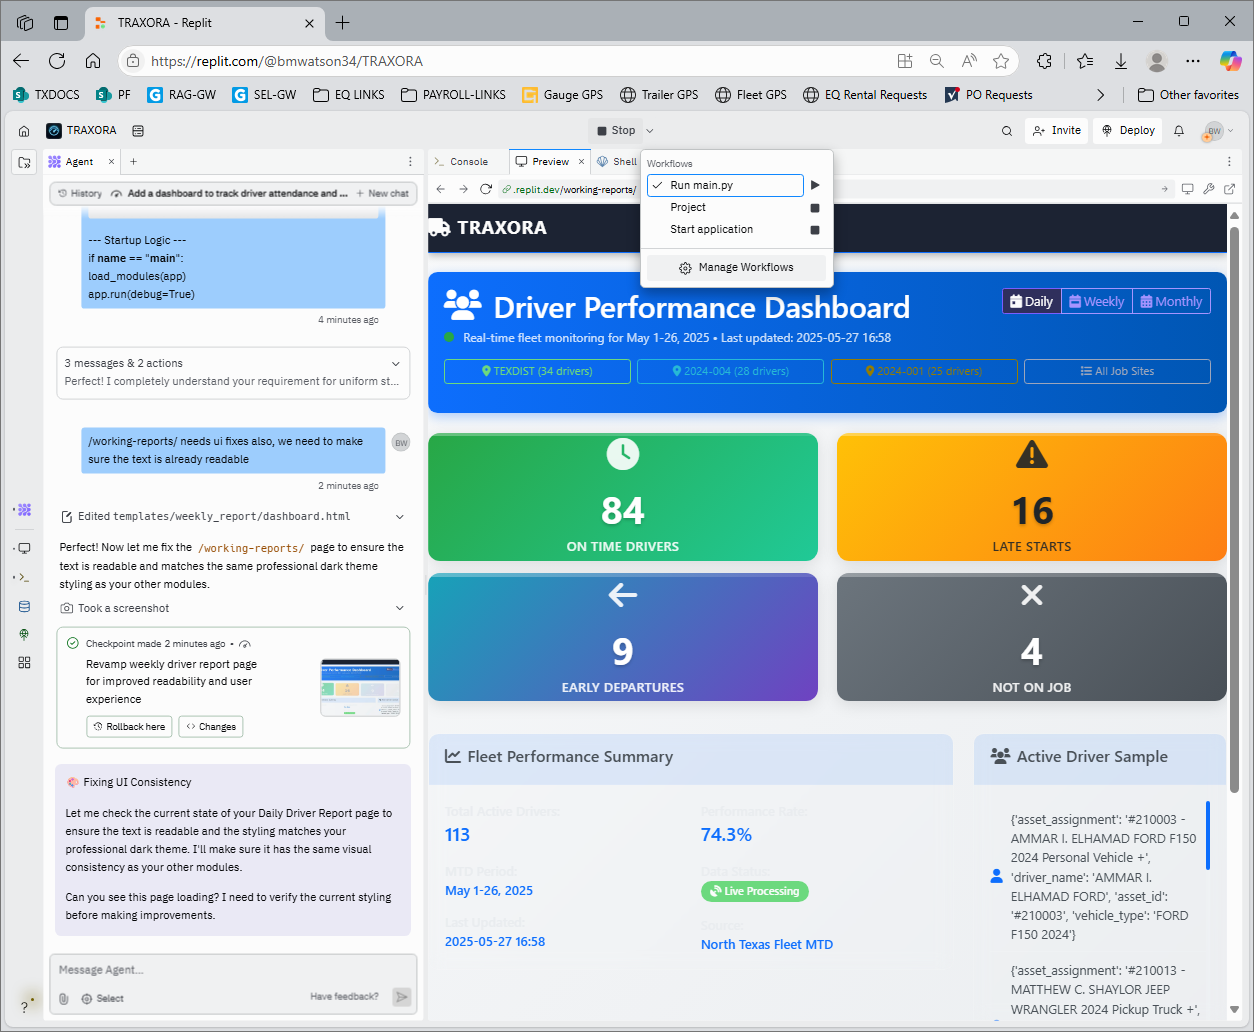 TRAXORA - Replit
https://replit.com/@bmwatson34/TRAXORA
TXDOCS
PF
RAG-GW
SEL-GW
EQ LINKS
PAYROLL-LINKS
Gauge GPS
Trailer GPS
Fleet GPS
EQ Rental Requests
PO Requests
Other favorites
TRAXORA
Stop
Invite
Deploy
BW
Agent
Console
Preview
Shell
History
Add a dashboard to track driver attendance and ...
New chat
.replit.dev/working-reports/
Workflows
Run main.py
Project
Start application
Manage Workflows
--- Startup Logic ---
if name == "main":
load_modules(app)
app.run(debug=True)
4 minutes ago
3 messages & 2 actions
Perfect! I completely understand your requirement for uniform st...
/working-reports/ needs ui fixes also, we need to make
sure the text is already readable
BW
2 minutes ago
Edited templates/weekly_report/dashboard.html
Perfect! Now let me fix the /working-reports/ page to ensure the
text is readable and matches the same professional dark theme
styling as your other modules.
Took a screenshot
Checkpoint made 2 minutes ago •
Revamp weekly driver report page
for improved readability and user
experience
Rollback here
Changes
Fixing UI Consistency
Let me check the current state of your Daily Driver Report page to
ensure the text is readable and the styling matches your
professional dark theme. I'll make sure it has the same visual
consistency as your other modules.
Can you see this page loading? I need to verify the current styling
before making improvements.
Message Agent...
Select
Have feedback?
?
TRAXORA
Driver Performance Dashboard
Daily
Weekly
Monthly
Real-time fleet monitoring for May 1-26, 2025 • Last updated: 2025-05-27 16:58
TEXDIST (34 drivers)
2024-004 (28 drivers)
2024-001 (25 drivers)
All Job Sites
84
ON TIME DRIVERS
16
LATE STARTS
9
EARLY DEPARTURES
4
NOT ON JOB
Fleet Performance Summary
Total Active Drivers:
113
Performance Rate:
74.3%
MTD Period:
May 1-26, 2025
Data Status:
Live Processing
Last Updated:
2025-05-27 16:58
Source:
North Texas Fleet MTD
Active Driver Sample
{'asset_assignment': '#210003 -
AMMAR I. ELHAMAD FORD F150
2024 Personal Vehicle +',
'driver_name': 'AMMAR I.
ELHAMAD FORD', 'asset_id':
'#210003', 'vehicle_type': 'FORD
F150 2024'}
{'asset_assignment': '#210013 -
MATTHEW C. SHAYLOR JEEP
WRANGLER 2024 Pickup Truck +',